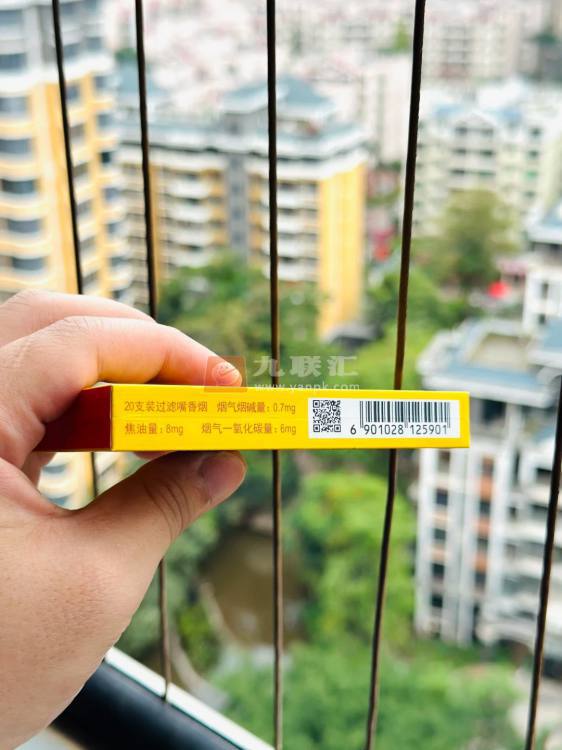 九联汇
www.yanpk.com
20支装过滤嘴香烟 烟气烟碱量：0.7mg
焦油量：8mg 烟气一氧化碳量：6mg
6 901028 125901